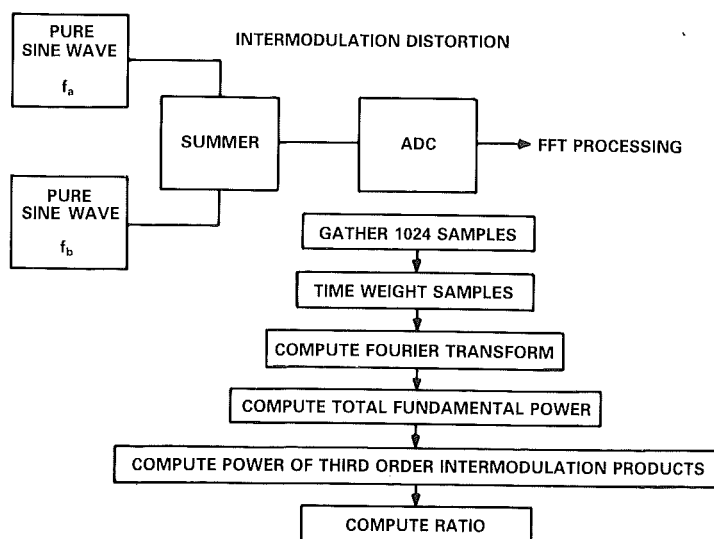 PURE
SINE WAVE
fa
INTERMODULATION DISTORTION
SUMMER
ADC
FFT PROCESSING
PURE
SINE WAVE
fb
GATHER 1024 SAMPLES
TIME WEIGHT SAMPLES
COMPUTE FOURIER TRANSFORM
COMPUTE TOTAL FUNDAMENTAL POWER
COMPUTE POWER OF THIRD ORDER INTERMODULATION PRODUCTS
COMPUTE RATIO